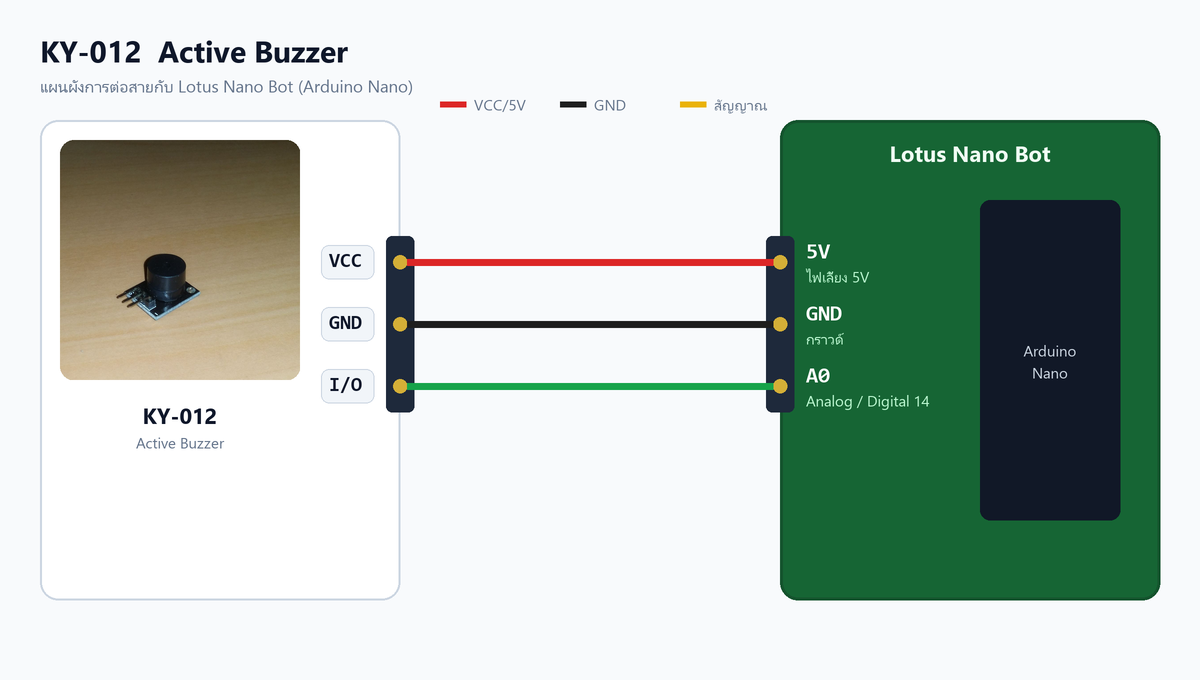 KY-012 Active Buzzer
แผนผังการต่อสายกับ Lotus Nano Bot (Arduino Nano)
VCC/5V
GND
สัญญาณ
VCC
GND
I/O
KY-012
Active Buzzer
Lotus Nano Bot
5V
ไฟเลี้ยง 5V
GND
กราวด์
A0
Analog / Digital 14
Arduino
Nano